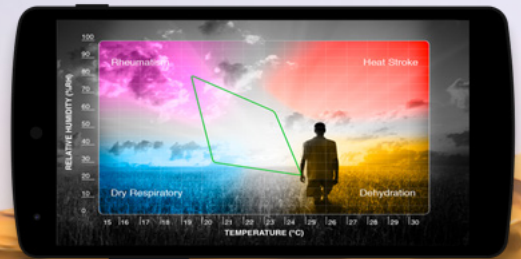 100
90
80
70
60
50
40
30
20
10
0
RELATIVE HUMIDITY (%RH)
Rheumatism
Heat Stroke
Dry Respiratory
Dehydration
15 16 17 18 19 20 21 22 23 24 25 26 27 28 29 30
TEMPERATURE (°C)